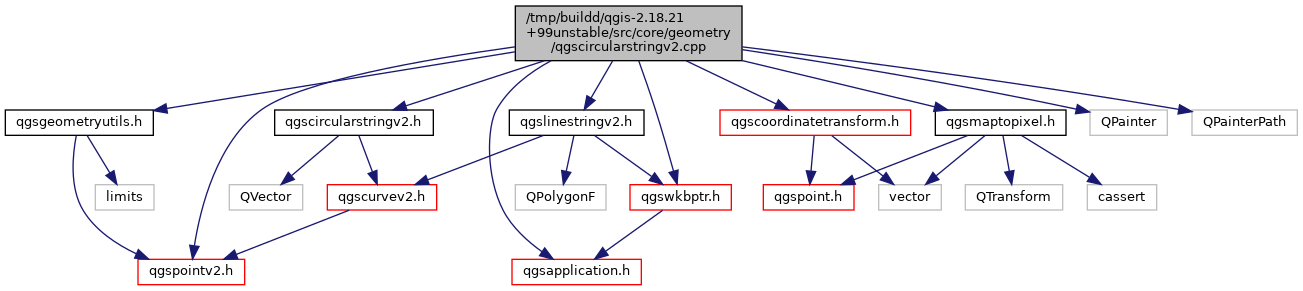 /tmp/buildd/qgis-2.18.21
+99unstable/src/core/geometry
/qgscircularstringv2.cpp
qgsgeometryutils.h
qgscircularstringv2.h
qgslinestringv2.h
qgscoordinatetransform.h
qgsmaptopixel.h
QPainter
QPainterPath
limits
QVector
qgscurvev2.h
QPolygonF
qgswkbptr.h
qgspoint.h
vector
QTransform
cassert
qgspointv2.h
qgsapplication.h